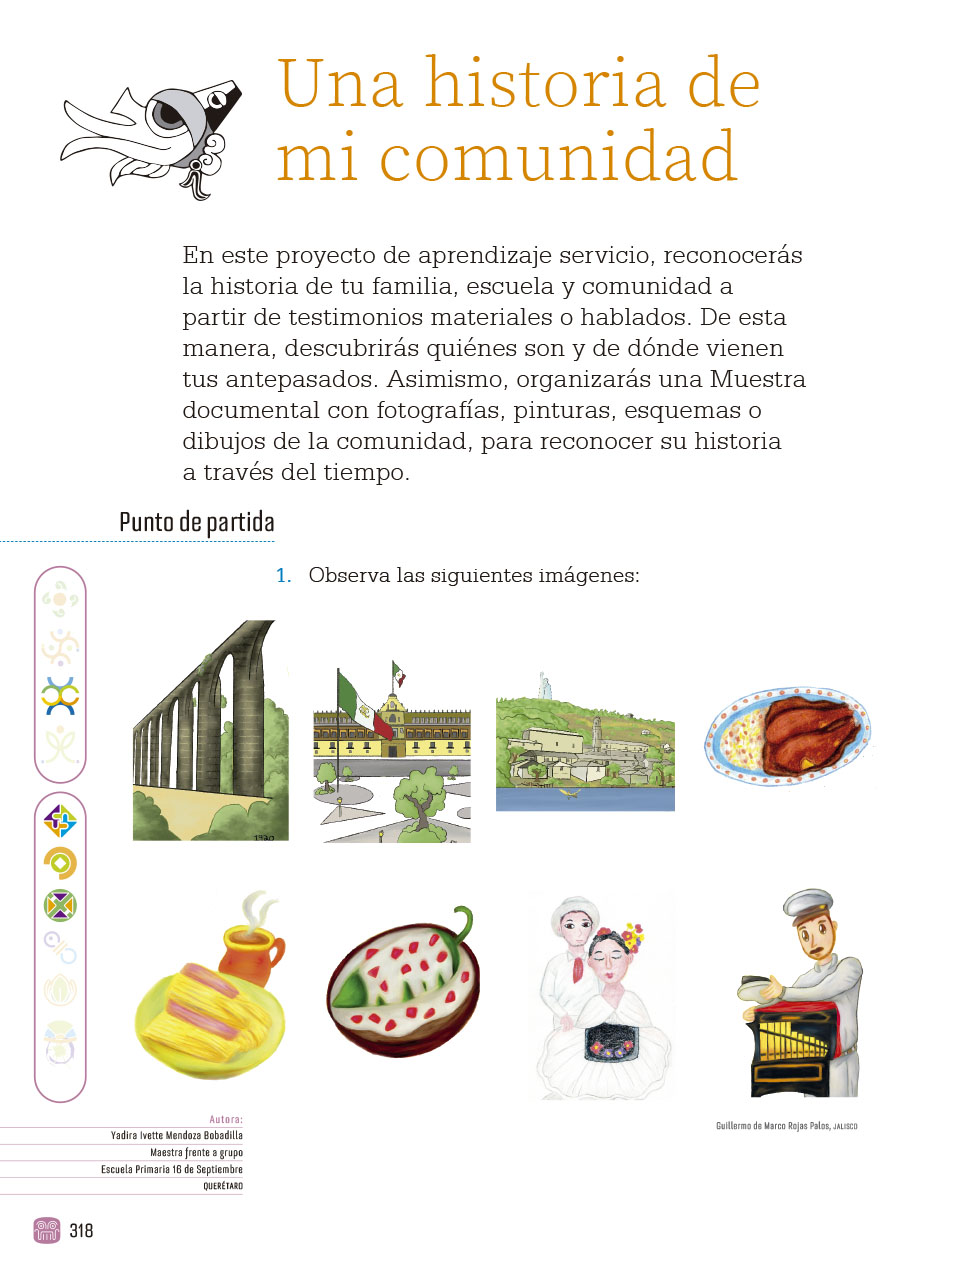 Una historia de
mi comunidad
En este proyecto de aprendizaje servicio, reconocerás
la historia de tu familia, escuela y comunidad a
partir de testimonios materiales o hablados. De esta
manera, descubrirás quiénes son y de dónde vienen
tus antepasados. Asimismo, organizarás una Muestra
documental con fotografías, pinturas, esquemas o
dibujos de la comunidad, para reconocer su historia
a través del tiempo.
Punto de partida
1. Observa las siguientes imágenes:
Autora:
Yadira Ivette Mendoza Bobadilla
Maestra frente a grupo
Escuela Primaria 16 de Septiembre
QUERÉTARO
Guillermo de Marco Rojas Palos, JALISCO
318